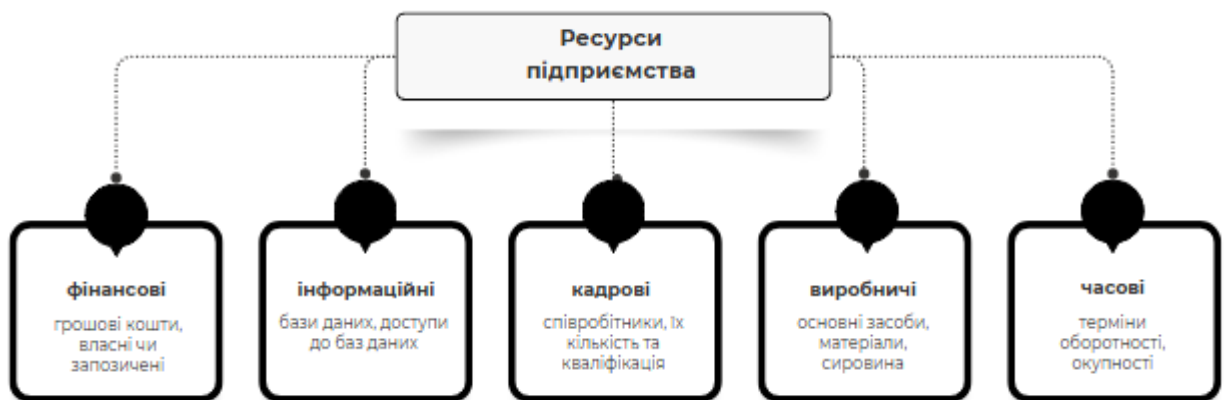 Ресурси
підприємства
фінансові
грошові кошти,
власні чи
запозичені
інформаційні
бази даних, доступи
до баз даних
кадрові
співробітники, їх
кількість та
кваліфікація
виробничі
основні засоби,
матеріали,
сировина
часові
терміни
оборотності,
окупності